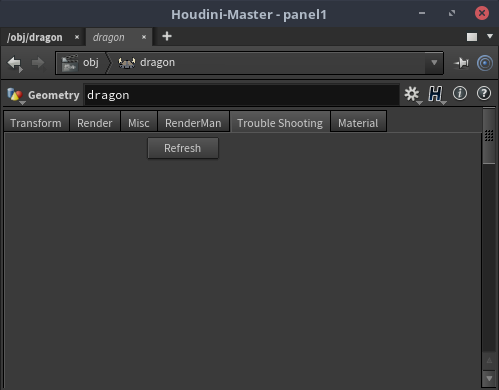 Houdini-Master - panel1
/obj/dragon × dragon × +
obj dragon
Geometry dragon
Transform Render Misc RenderMan Trouble Shooting Material
Refresh